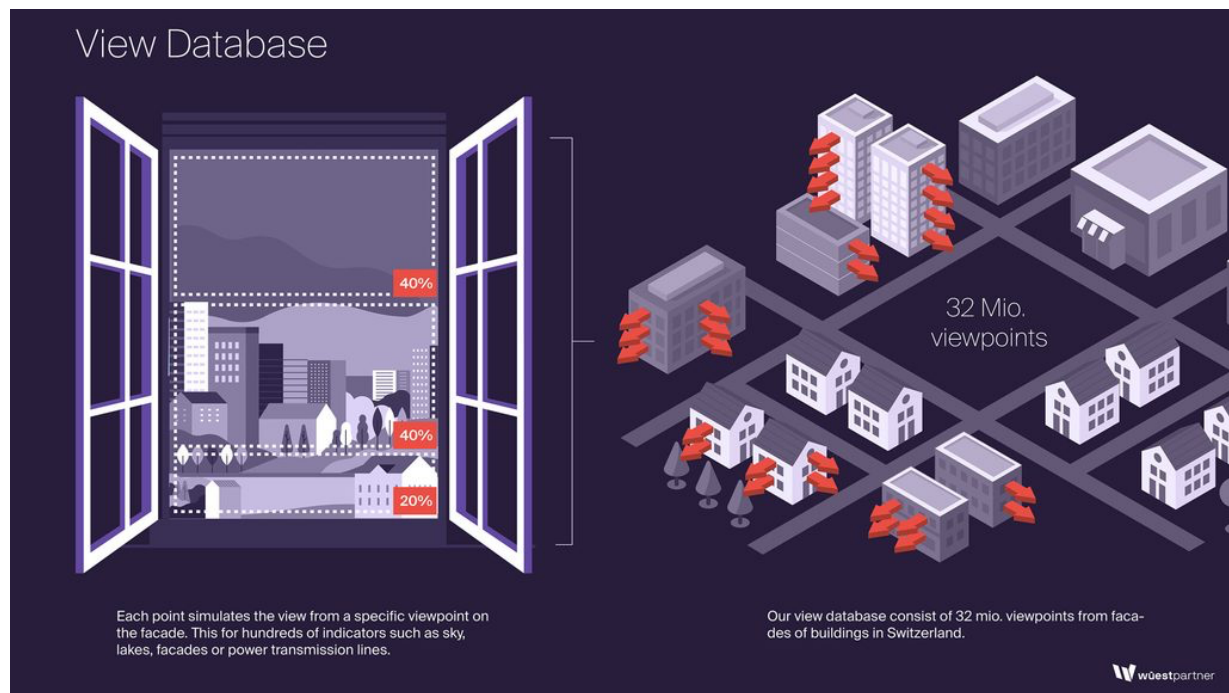 View Database
40%
40%
20%
32 Mio.
viewpoints
Each point simulates the view from a specific viewpoint on
the facade. This for hundreds of indicators such as sky,
lakes, facades or power transmission lines.
Our view database consist of 32 mio. viewpoints from faca-
des of buildings in Switzerland.
wüestpartner